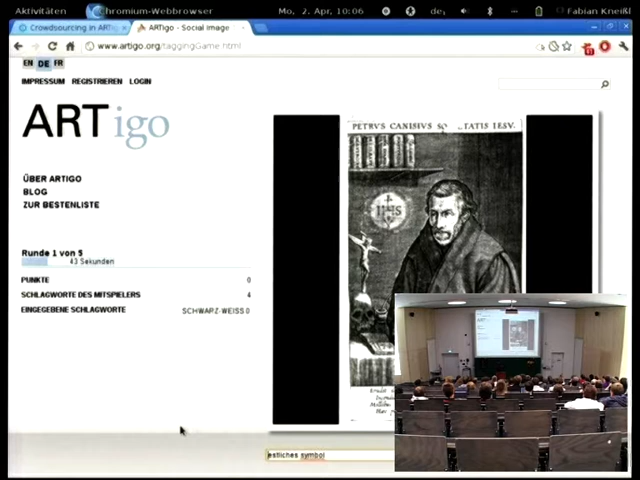 Aktivitäten
Chromium-Webbrowser
Mo, 2. Apr, 10:06
de,
Fabian Kneißl
Crowdsourcing in ART
ARTigo - Social Image
www.artigo.org/taggingGame.html
EN DE FR
IMPRESSUM REGISTRIEREN LOGIN
ARTigo
ÜBER ARTIGO
BLOG
ZUR BESTENLISTE
Runde 1 von 5
43 Sekunden
PUNKTE 0
SCHLAGWORTE DES MITSPIELERS 4
EINGEGEBENE SCHLAGWORTE SCHWARZ-WEISS 0
PETRVS CANISIVS TATIS IESV.
IHS
estliches symbol